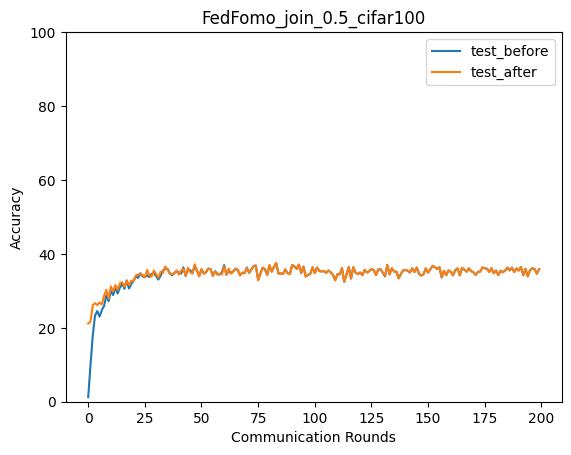 FedFomo_join_0.5_cifar100
100
80
60
40
20
0
Accuracy
test_before
test_after
0 25 50 75 100 125 150 175 200
Communication Rounds